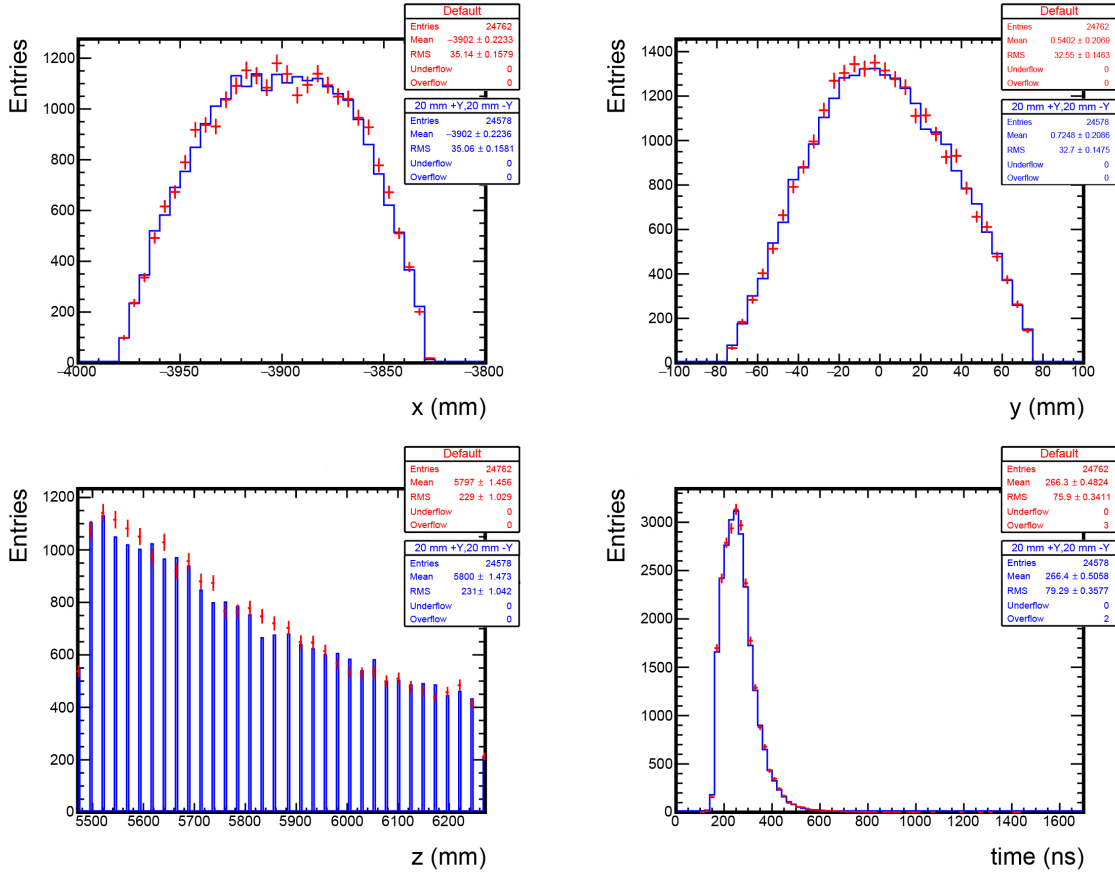 Default
Entries 24762
Mean −3902 ± 0.2233
RMS 35.14 ± 0.1579
Underflow 0
Overflow 0
20 mm +Y,20 mm -Y
Entries 24578
Mean −3902 ± 0.2236
RMS 35.06 ± 0.1581
Underflow 0
Overflow 0
Entries
1200
1000
800
600
400
200
0
−4000 −3950 −3900 −3850 −3800
x (mm)
Default
Entries 24762
Mean 0.5402 ± 0.2069
RMS 32.55 ± 0.1463
Underflow 0
Overflow 0
20 mm +Y,20 mm -Y
Entries 24578
Mean 0.7248 ± 0.2086
RMS 32.7 ± 0.1475
Underflow 0
Overflow 0
Entries
1400
1200
1000
800
600
400
200
0
−100 −80 −60 −40 −20 0 20 40 60 80 100
y (mm)
Default
Entries 24762
Mean 5797 ± 1.456
RMS 229 ± 1.029
Underflow 0
Overflow 0
20 mm +Y,20 mm -Y
Entries 24578
Mean 5800 ± 1.473
RMS 231± 1.042
Underflow 0
Overflow 0
Entries
1200
1000
800
600
400
200
0
5500 5600 5700 5800 5900 6000 6100 6200
z (mm)
Default
Entries 24762
Mean 266.3 ± 0.4824
RMS 75.9 ± 0.3411
Underflow 0
Overflow 3
20 mm +Y,20 mm -Y
Entries 24578
Mean 266.4 ± 0.5058
RMS 79.29 ± 0.3577
Underflow 0
Overflow 2
Entries
3000
2500
2000
1500
1000
500
0
0 200 400 600 800 1000 1200 1400 1600
time (ns)